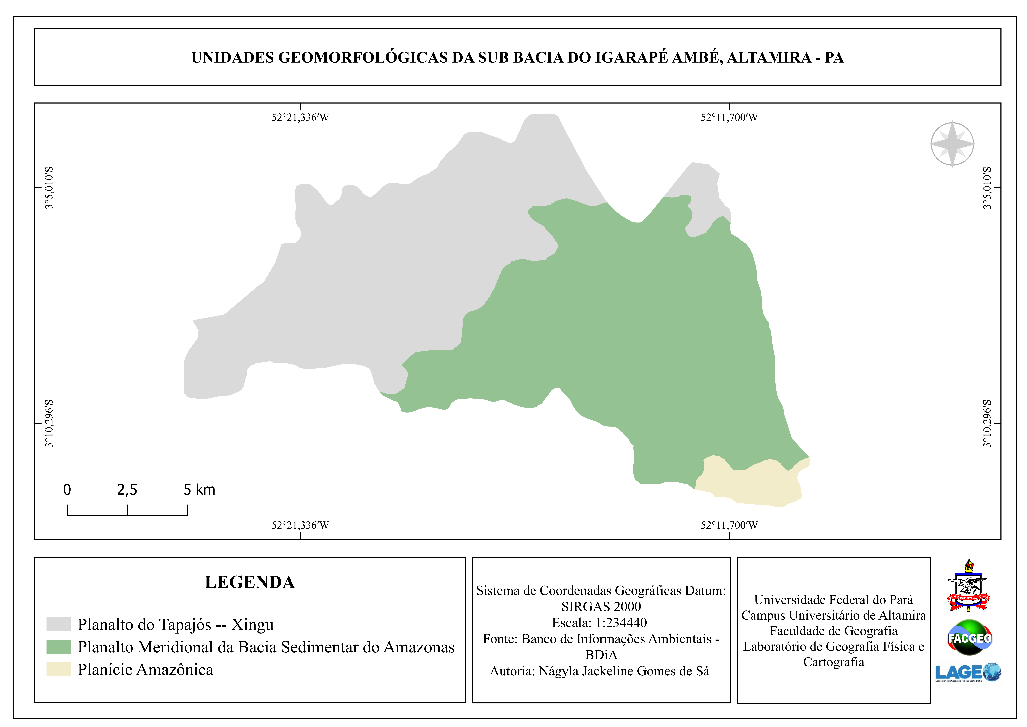 UNIDADES GEOMORFOLÓGICAS DA SUB BACIA DO IGARAPÉ AMBÉ, ALTAMIRA - PA
52°21,336'W
52°11,700'W
3°5,010'S
3°5,010'S
3°10,296'S
3°10,296'S
0 2,5 5 km
52°21,336'W
52°11,700'W
LEGENDA
Planalto do Tapajós -- Xingu
Planalto Meridional da Bacia Sedimentar do Amazonas
Planície Amazônica
Sistema de Coordenadas Geográficas Datum:
SIRGAS 2000
Escala: 1:234440
Fonte: Banco de Informações Ambientais -
BDiA
Autoria: Nágyla Jackeline Gomes de Sá
Universidade Federal do Pará
Campus Universitário de Altamira
Faculdade de Geografia
Laboratório de Geografia Física e
Cartografia
FACGEO
LAGE